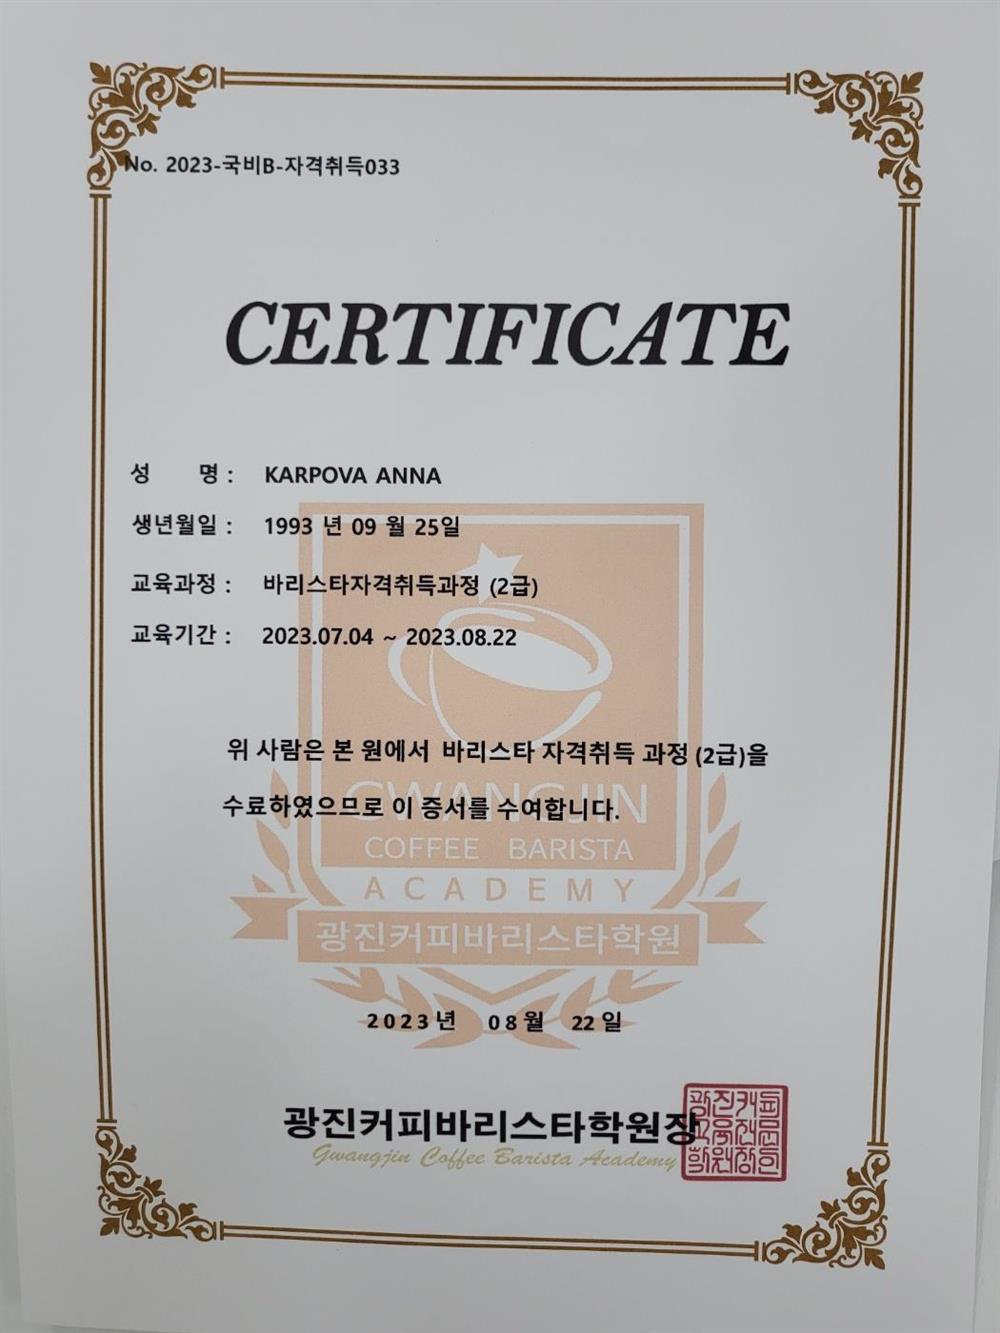 No. 2023-국비B-자격취득033
CERTIFICATE
성 명 : KARPOVA ANNA
생년월일 : 1993 년 09 월 25일
교육과정 : 바리스타자격취득과정 (2급)
교육기간 : 2023.07.04 ~ 2023.08.22
위 사람은 본 원에서 바리스타 자격취득 과정 (2급)을
수료하였으므로 이 증서를 수여합니다.
GWANGJIN
COFFEE BARISTA
ACADEMY
광진커피바리스타학원
2023년 08월 22일
광진커피바리스타학원장
Gwangjin Coffee Barista Academy
광진커피